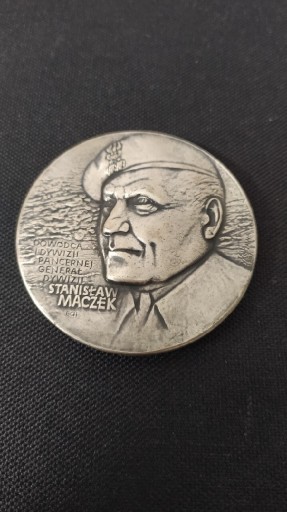 DOWÓDCA
I DYWIZJI
PANCERNEJ
GENERAŁ
DYWIZJI
STANISŁAW
MACZEK